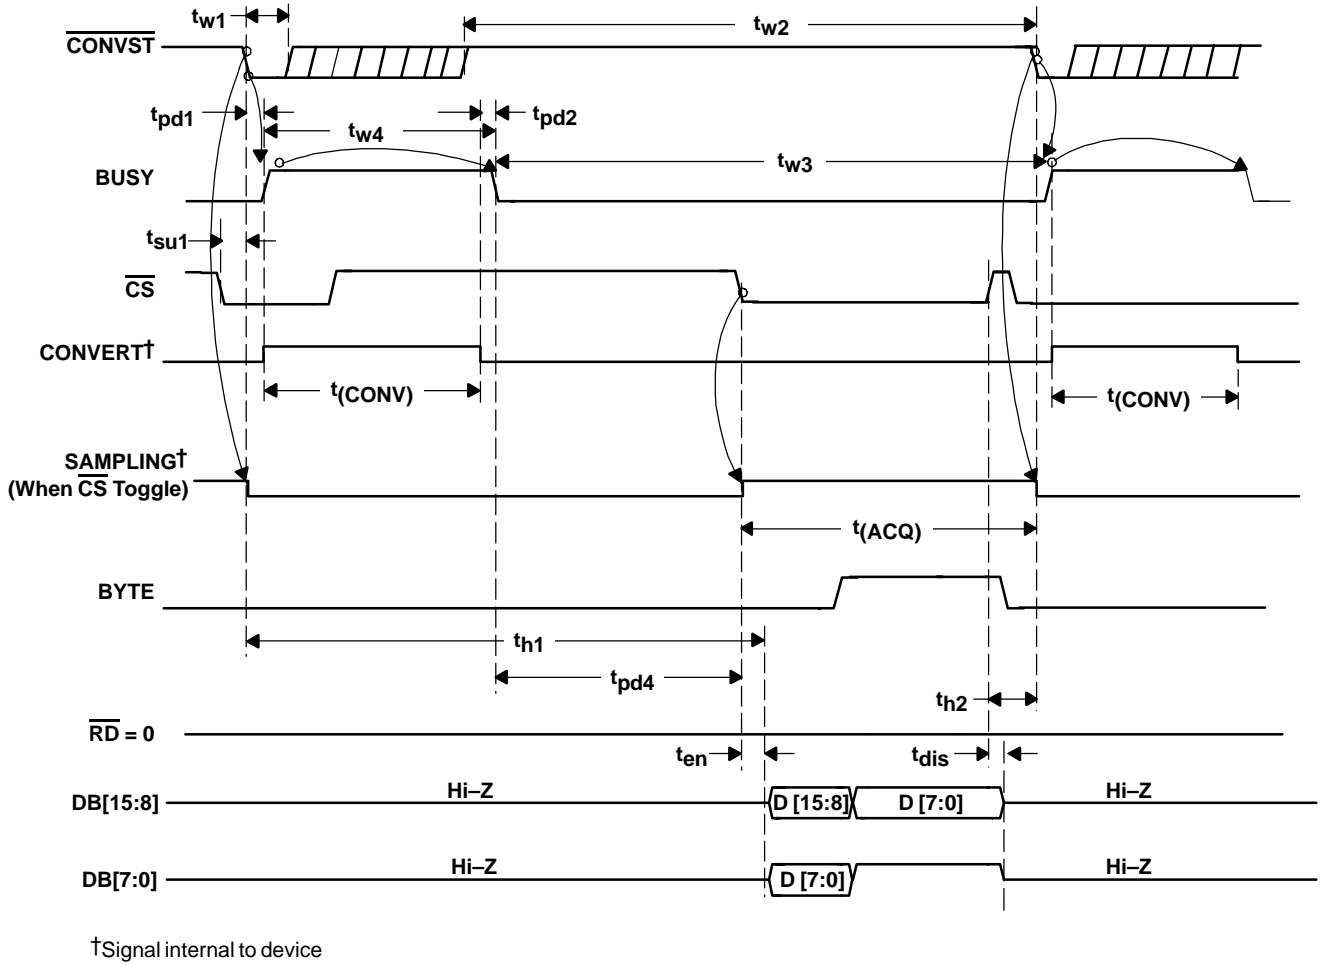 tw1
tw2
CONVST
tpd1
tw4
tpd2
BUSY
tw3
tsu1
CS
CONVERT†
t(CONV)
t(CONV)
SAMPLING†
(When CS Toggle)
t(ACQ)
BYTE
th1
tpd4
th2
RD = 0
ten
tdis
DB[15:8]
Hi–Z
D [15:8]
D [7:0]
Hi–Z
DB[7:0]
Hi–Z
D [7:0]
Hi–Z
†Signal internal to device